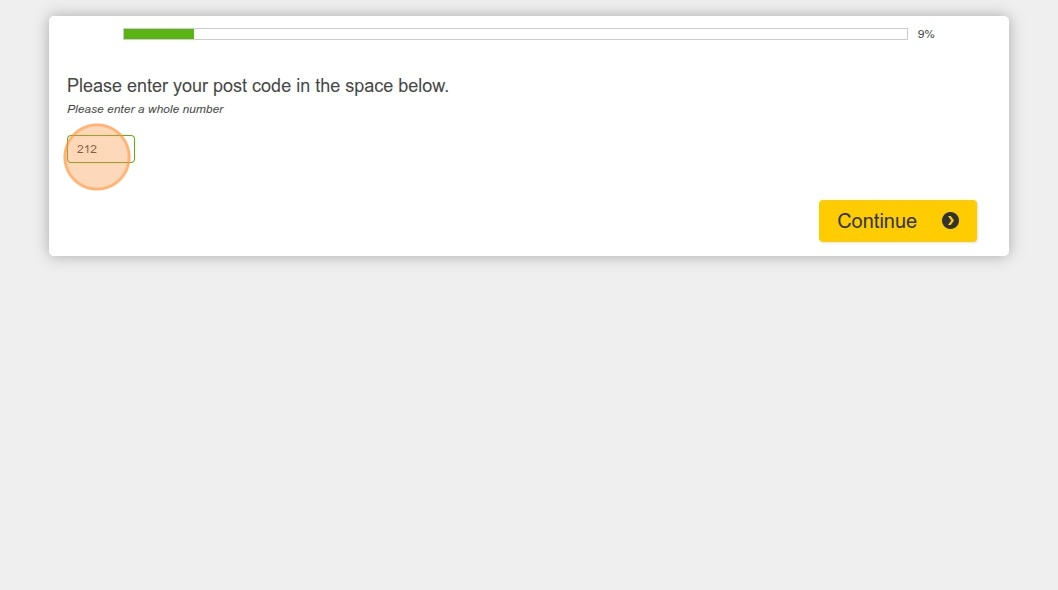 9%
Please enter your post code in the space below.
Please enter a whole number
212
Continue